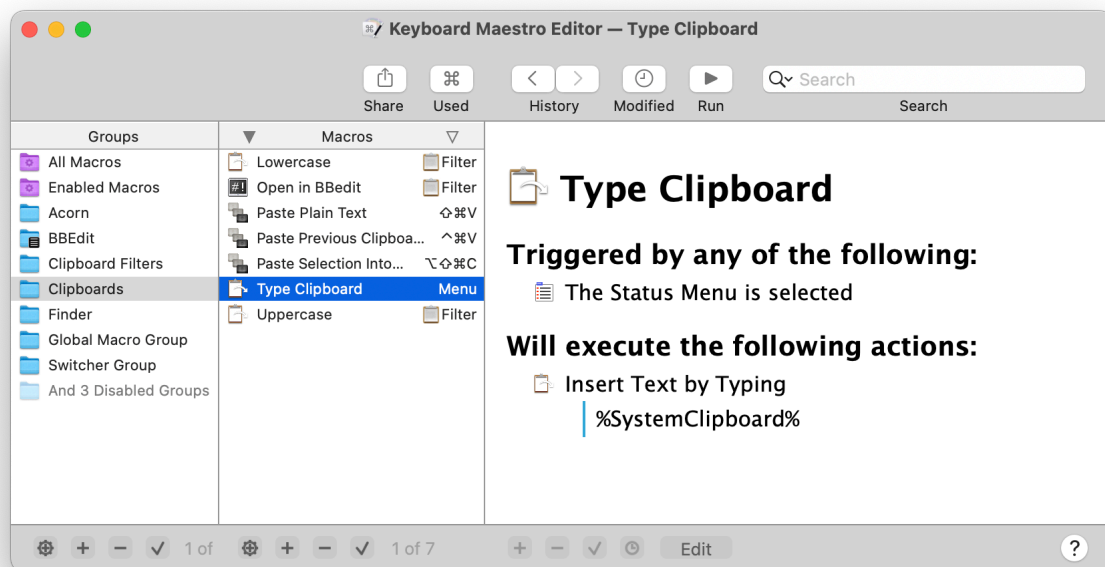 Keyboard Maestro Editor — Type Clipboard
Search
Share
Used
History
Modified
Run
Search
Groups
All Macros
Enabled Macros
Acorn
BBEdit
Clipboard Filters
Clipboards
Finder
Global Macro Group
Switcher Group
And 3 Disabled Groups
Macros
Lowercase Filter
#! Open in BBedit Filter
Paste Plain Text ⇧⌘V
Paste Previous Clipboa... ^⌘V
Paste Selection Into... ⌥⇧⌘C
Type Clipboard Menu
Uppercase Filter
Type Clipboard
Triggered by any of the following:
The Status Menu is selected
Will execute the following actions:
Insert Text by Typing
%SystemClipboard%
1 of
1 of 7
Edit
?